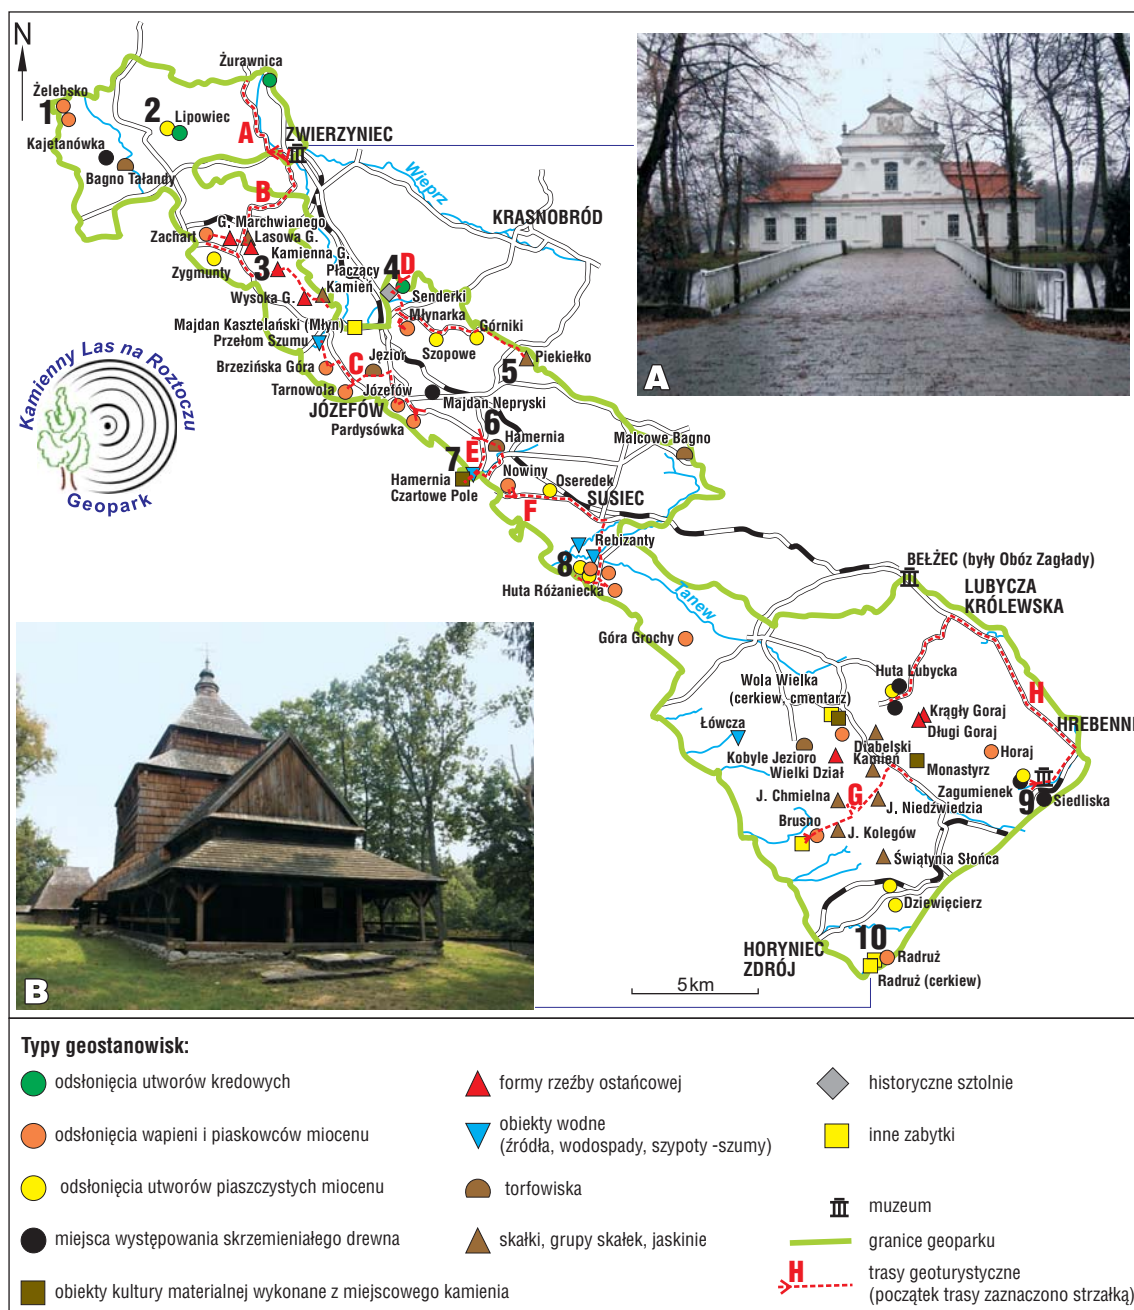 N
Żurawnica
Żelebsko
1
2
Lipowiec
A
ZWIERZYNIEC
Kajetanówka
Bagno Tałandy
B
Wieprz
KRASNOBRÓD
G. Marchwianego
Zachart
Lasowa G.
Kamienna G.
Zygmunty
3
Płaczący
Kamień
4
D
Senderki
Wysoka G.
Młynarka
Górniki
Majdan Kasztelański (Młyn)
Przełom Szumu
Szopowe
Piekiełko
5
Brzezińska Góra
C
Jęzior
Tarnowola
Józefów
JÓZEFÓW
Majdan Nepryski
Pardysówka
6
Hamernia
Malcowe Bagno
7
E
Hamernia
Czartowe Pole
Nowiny
Oseredek
SUSIEC
F
Rebizanty
8
Huta Różaniecka
Tanew
BEŁŻEC (były Obóz Zagłady)
LUBYCZA
KRÓLEWSKA
Góra Grochy
Huta Lubycka
Wola Wielka
(cerkiew, cmentarz)
H
Krągły Goraj
HREBENNE
Łówcza
Długi Goraj
Diabelski
Kamień
Kobyle Jezioro
Horaj
Wielki Dział
Monastyrz
Zagumienek
9
Siedliska
J. Chmielna
G
J. Niedźwiedzia
Brusno
J. Kolegów
Świątynia Słońca
Dziewięcierz
HORYNIEC
ZDRÓJ
10
Radruż
Radruż (cerkiew)
5 km
Kamienny Las na Roztoczu
Geopark
A
B
Typy geostanowisk:
odsłonięcia utworów kredowych
odsłonięcia wapieni i piaskowców miocenu
odsłonięcia utworów piaszczystych miocenu
miejsca występowania skrzemieniałego drewna
obiekty kultury materialnej wykonane z miejscowego kamienia
formy rzeźby ostańcowej
obiekty wodne
(źródła, wodospady, szypoty -szumy)
torfowiska
skałki, grupy skałek, jaskinie
historyczne sztolnie
inne zabytki
muzeum
granice geoparku
H
trasy geoturystyczne
(początek trasy zaznaczono strzałką)